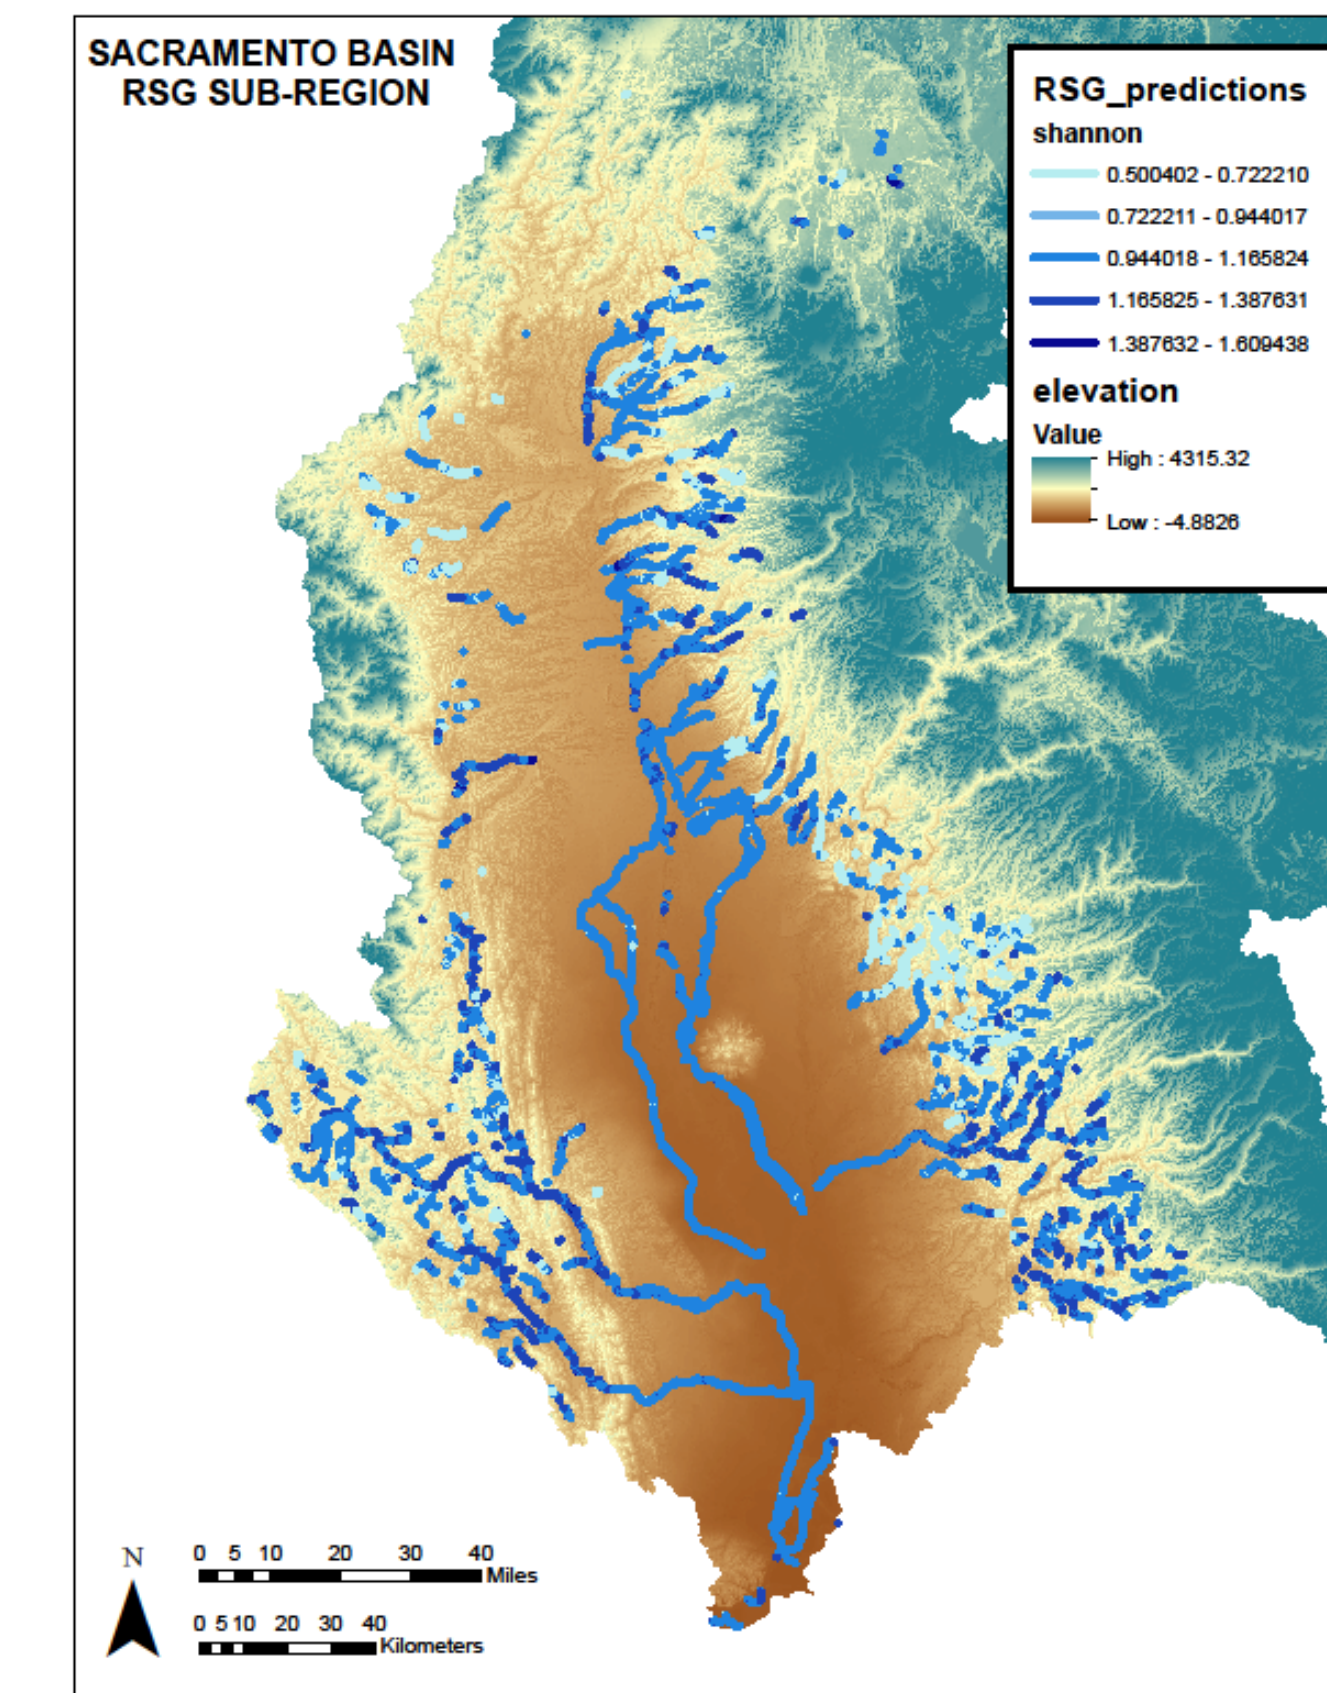 SACRAMENTO BASIN
RSG SUB-REGION
RSG_predictions
shannon
0.500402 - 0.722210
0.722211 - 0.944017
0.944018 - 1.165824
1.165825 - 1.387631
1.387632 - 1.609438
elevation
Value
High : 4315.32
Low : -4.8826
N
0 5 10 20 30 40
Miles
0 5 10 20 30 40
Kilometers